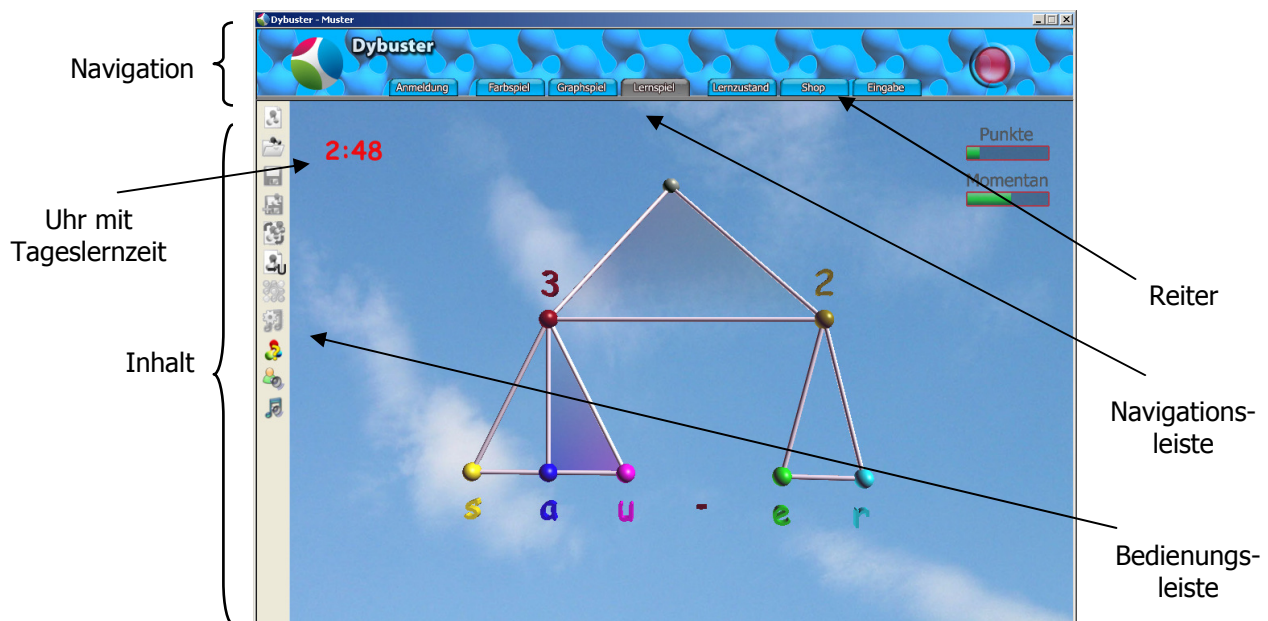 Dybuster - Muster
Dybuster
Navigation
Anmeldung Farbspiel Graphspiel Lernspiel Lernzustand Shop Eingabe
2:48
Punkte
Momentan
Uhr mit
Tageslernzeit
3 2
Reiter
Inhalt
U
Navigations-
leiste
s a u - e r
Bedienungs-
leiste